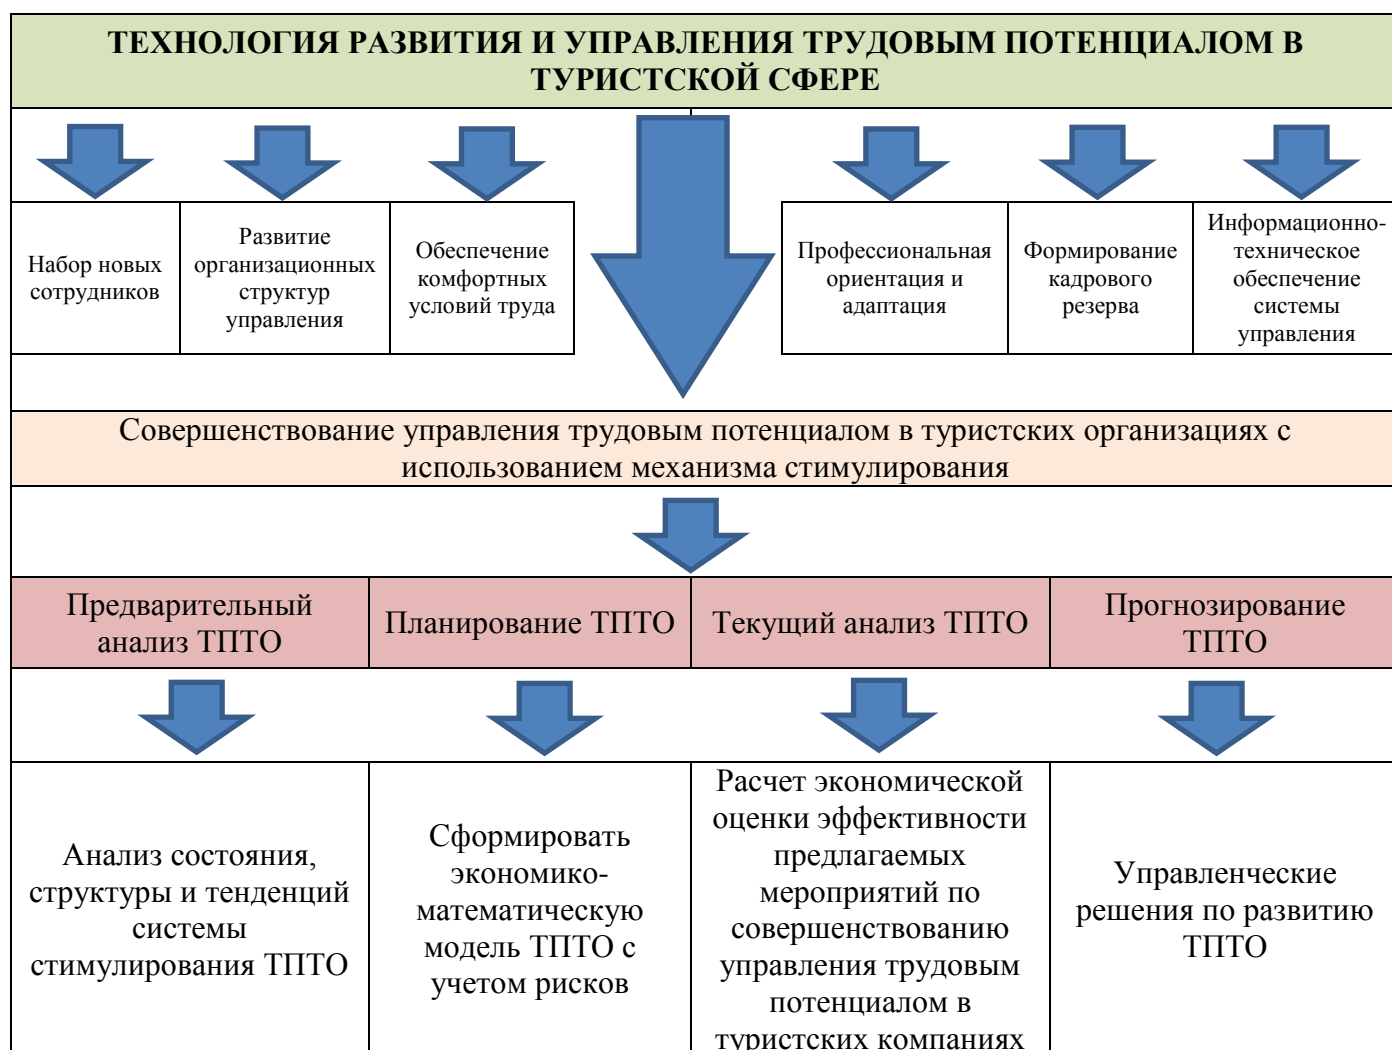 ТЕХНОЛОГИЯ РАЗВИТИЯ И УПРАВЛЕНИЯ ТРУДОВЫМ ПОТЕНЦИАЛОМ В
ТУРИСТСКОЙ СФЕРЕ
Набор новых
сотрудников
Развитие
организационных
структур
управления
Обеспечение
комфортных
условий труда
Профессиональная
ориентация и
адаптация
Формирование
кадрового
резерва
Информационно-
техническое
обеспечение
системы
управления
Совершенствование управления трудовым потенциалом в туристских организациях с
использованием механизма стимулирования
Предварительный
анализ ТПТО
Планирование ТПТО
Текущий анализ ТПТО
Прогнозирование
ТПТО
Анализ состояния,
структуры и тенденций
системы
стимулирования ТПТО
Сформировать
экономико-
математическую
модель ТПТО с
учетом рисков
Расчет экономической
оценки эффективности
предлагаемых
мероприятий по
совершенствованию
управления трудовым
потенциалом в
туристских компаниях
Управленческие
решения по развитию
ТПТО